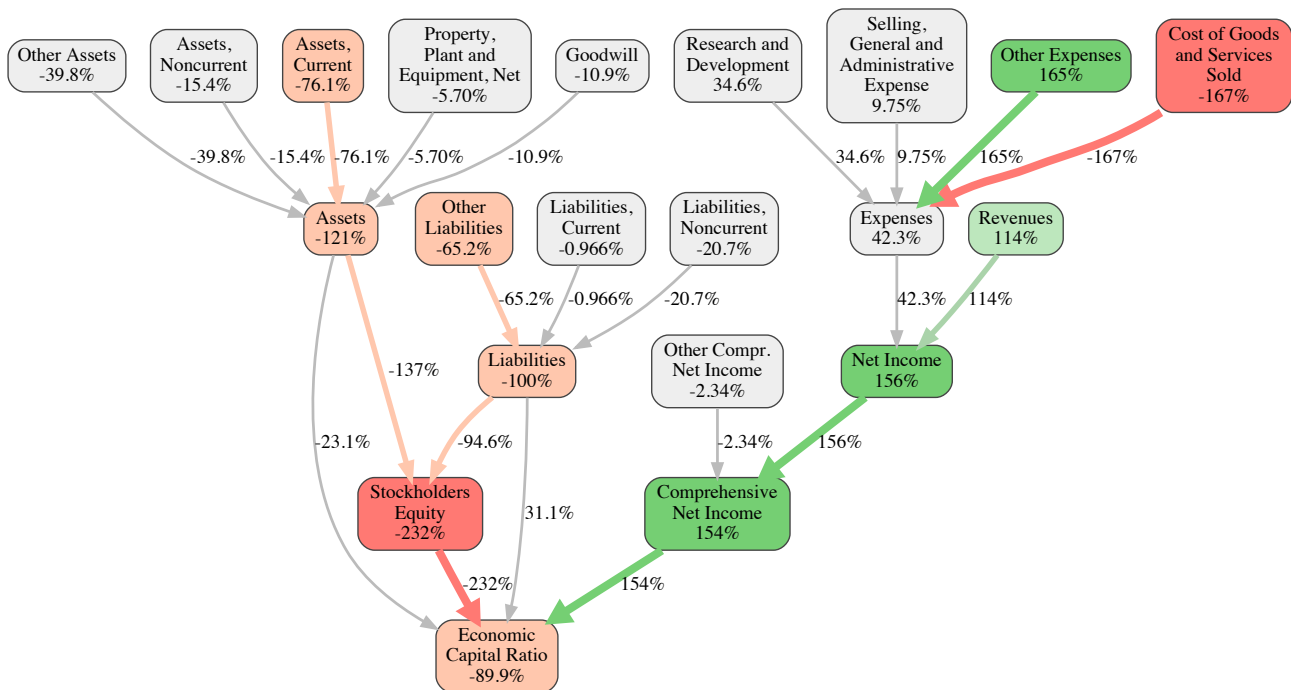 Other Assets
-39.8%
Assets,
Noncurrent
-15.4%
Assets,
Current
-76.1%
Property,
Plant and
Equipment, Net
-5.70%
Goodwill
-10.9%
Research and
Development
34.6%
Selling,
General and
Administrative
Expense
9.75%
Other Expenses
165%
Cost of Goods
and Services
Sold
-167%
-39.8%
-15.4%
-76.1%
-5.70%
-10.9%
34.6%
9.75%
165%
-167%
Assets
-121%
Other
Liabilities
-65.2%
Liabilities,
Current
-0.966%
Liabilities,
Noncurrent
-20.7%
Expenses
42.3%
Revenues
114%
-65.2%
-0.966%
-20.7%
42.3%
114%
Liabilities
-100%
Other Compr.
Net Income
-2.34%
Net Income
156%
-137%
-23.1%
-94.6%
-2.34%
156%
Stockholders
Equity
-232%
31.1%
Comprehensive
Net Income
154%
-232%
154%
Economic
Capital Ratio
-89.9%